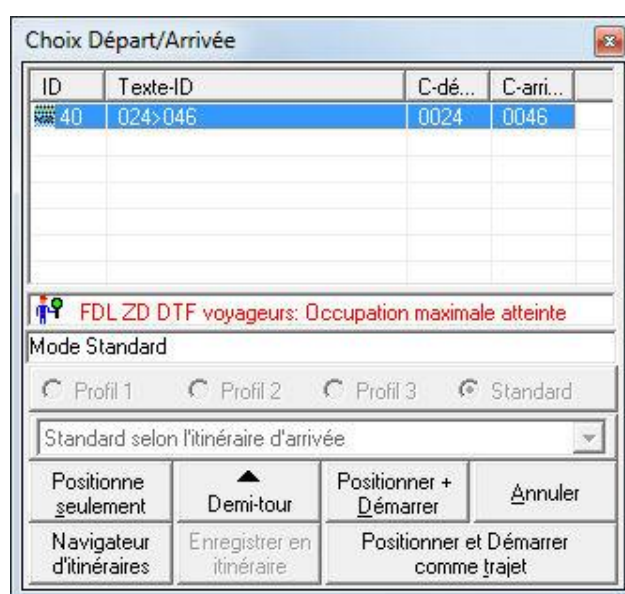 Choix Départ/Arrivée
ID Texte-ID C-dé... C-arri...
40 024>046 0024 0046
FDL ZD DTF voyageurs: Occupation maximale atteinte
Mode Standard
Profil 1 Profil 2 Profil 3 Standard
Standard selon l'itinéraire d'arrivée
Positionne seulement
Demi-tour
Positionner + Démarrer
Annuler
Navigateur d'itinéraires
Enregistrer en itinéraire
Positionner et Démarrer comme trajet